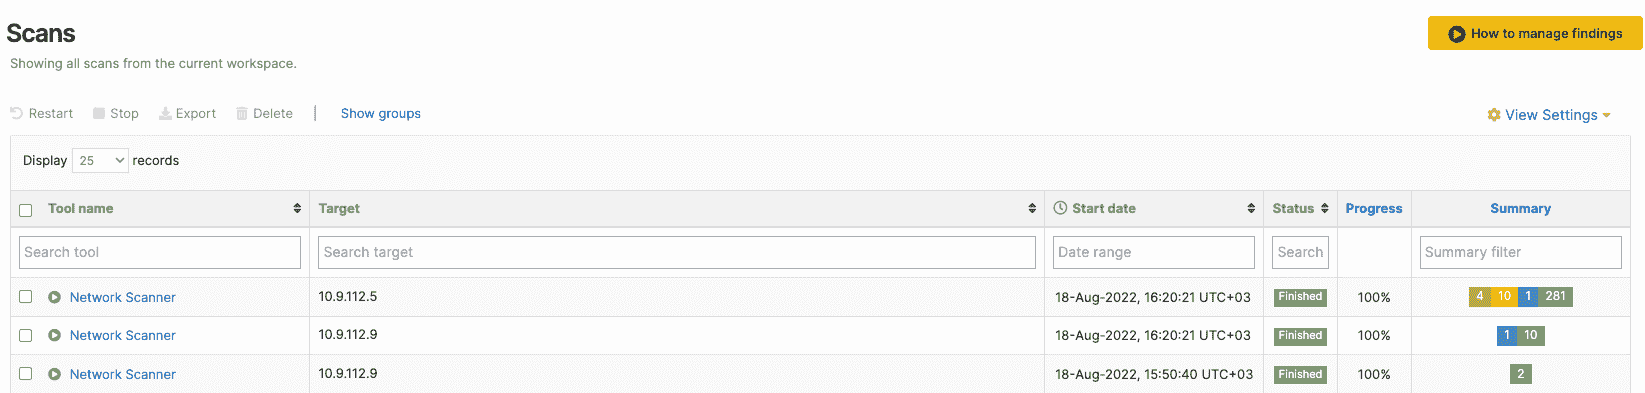 Scans
How to manage findings
Showing all scans from the current workspace.
Restart Stop Export Delete | Show groups View Settings
Display 25 records
Tool name Target Start date Status Progress Summary
Search tool Search target Date range Search Summary filter
Network Scanner 10.9.112.5 18-Aug-2022, 16:20:21 UTC+03 Finished 100% 4 10 1 281
Network Scanner 10.9.112.9 18-Aug-2022, 16:20:21 UTC+03 Finished 100% 1 10
Network Scanner 10.9.112.9 18-Aug-2022, 15:50:40 UTC+03 Finished 100% 2